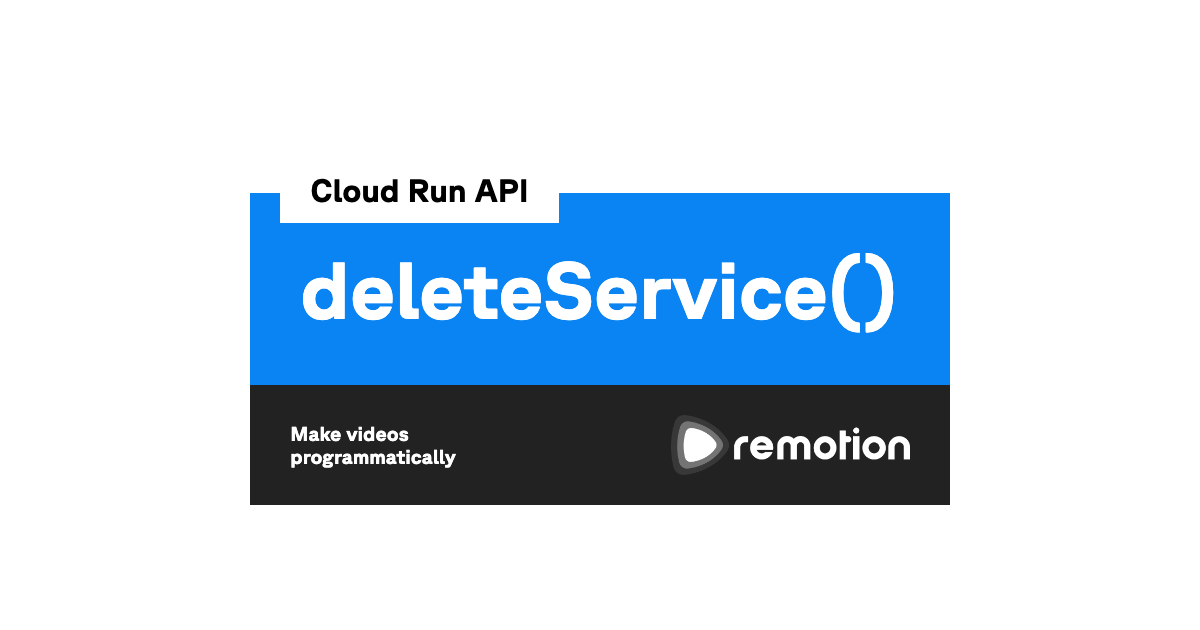 Cloud Run API
deleteService()
Make videos
programmatically
remotion